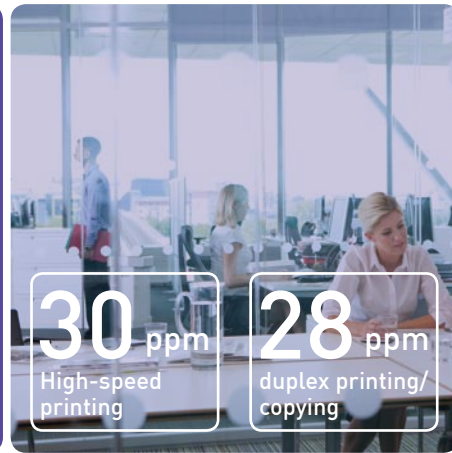 30 ppm
High-speed
printing
28 ppm
duplex printing/
copying